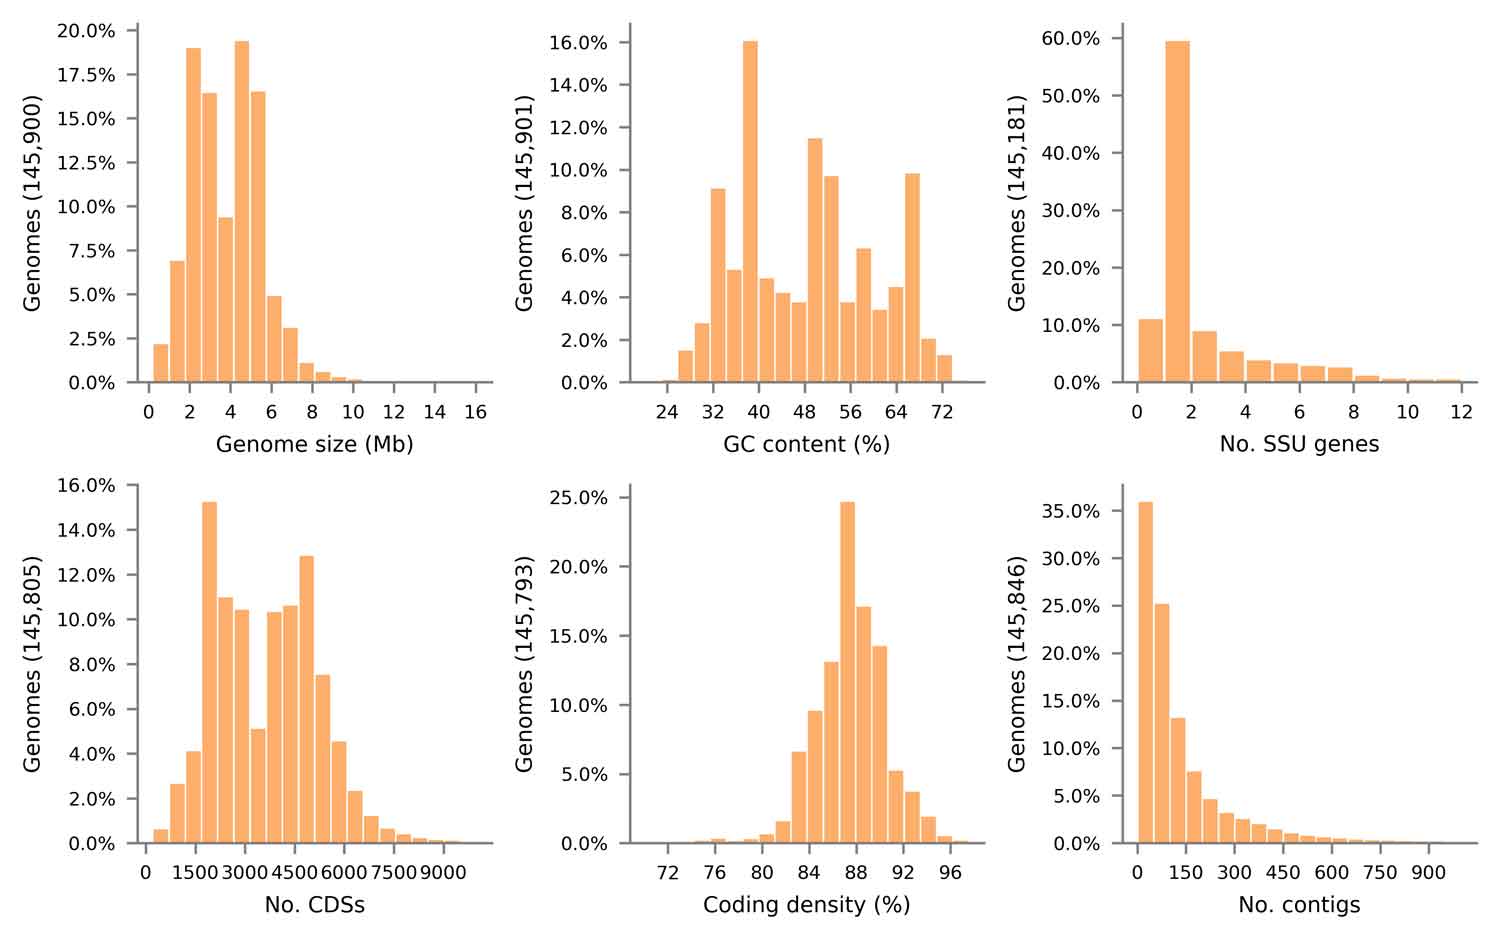 Genomes (145,900)
20.0%
17.5%
15.0%
12.5%
10.0%
7.5%
5.0%
2.5%
0.0%
0 2 4 6 8 10 12 14 16
Genome size (Mb)
Genomes (145,901)
16.0%
14.0%
12.0%
10.0%
8.0%
6.0%
4.0%
2.0%
0.0%
24 32 40 48 56 64 72
GC content (%)
Genomes (145,181)
60.0%
50.0%
40.0%
30.0%
20.0%
10.0%
0.0%
0 2 4 6 8 10 12
No. SSU genes
Genomes (145,805)
16.0%
14.0%
12.0%
10.0%
8.0%
6.0%
4.0%
2.0%
0.0%
0 1500 3000 4500 6000 7500 9000
No. CDSs
Genomes (145,793)
25.0%
20.0%
15.0%
10.0%
5.0%
0.0%
72 76 80 84 88 92 96
Coding density (%)
Genomes (145,846)
35.0%
30.0%
25.0%
20.0%
15.0%
10.0%
5.0%
0.0%
0 150 300 450 600 750 900
No. contigs